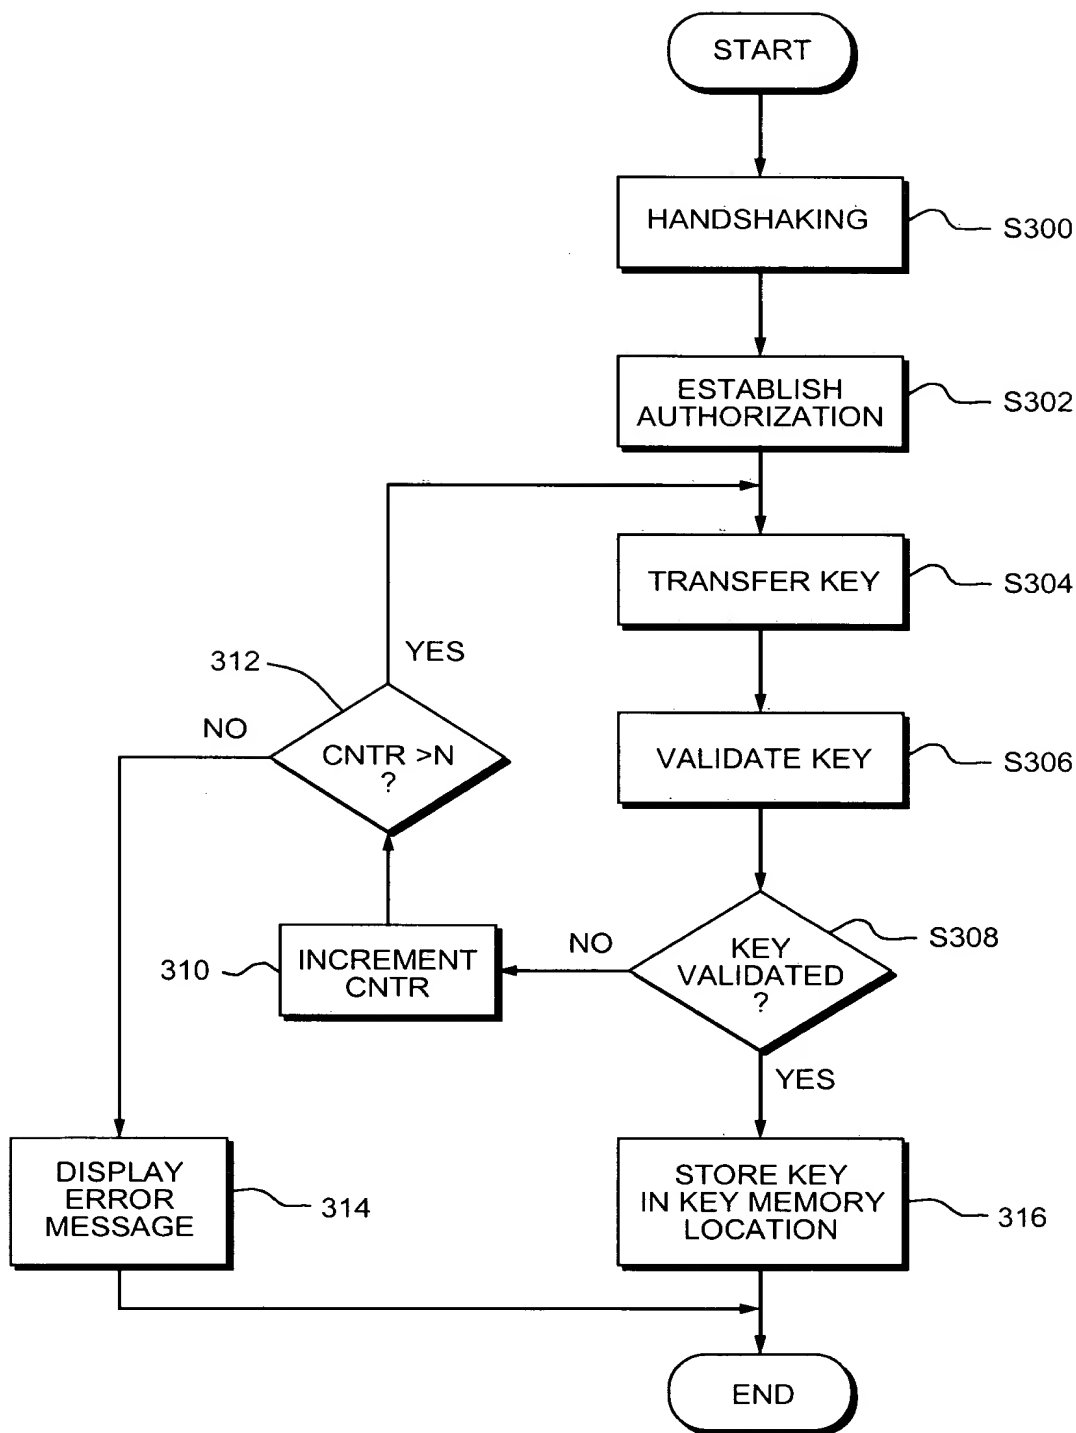 START
HANDSHAKING
S300
ESTABLISH
AUTHORIZATION
S302
TRANSFER KEY
S304
YES
312
NO
CNTR >N
?
VALIDATE KEY
S306
KEY
VALIDATED
?
S308
NO
INCREMENT
CNTR
310
YES
DISPLAY
ERROR
MESSAGE
314
STORE KEY
IN KEY MEMORY
LOCATION
316
END